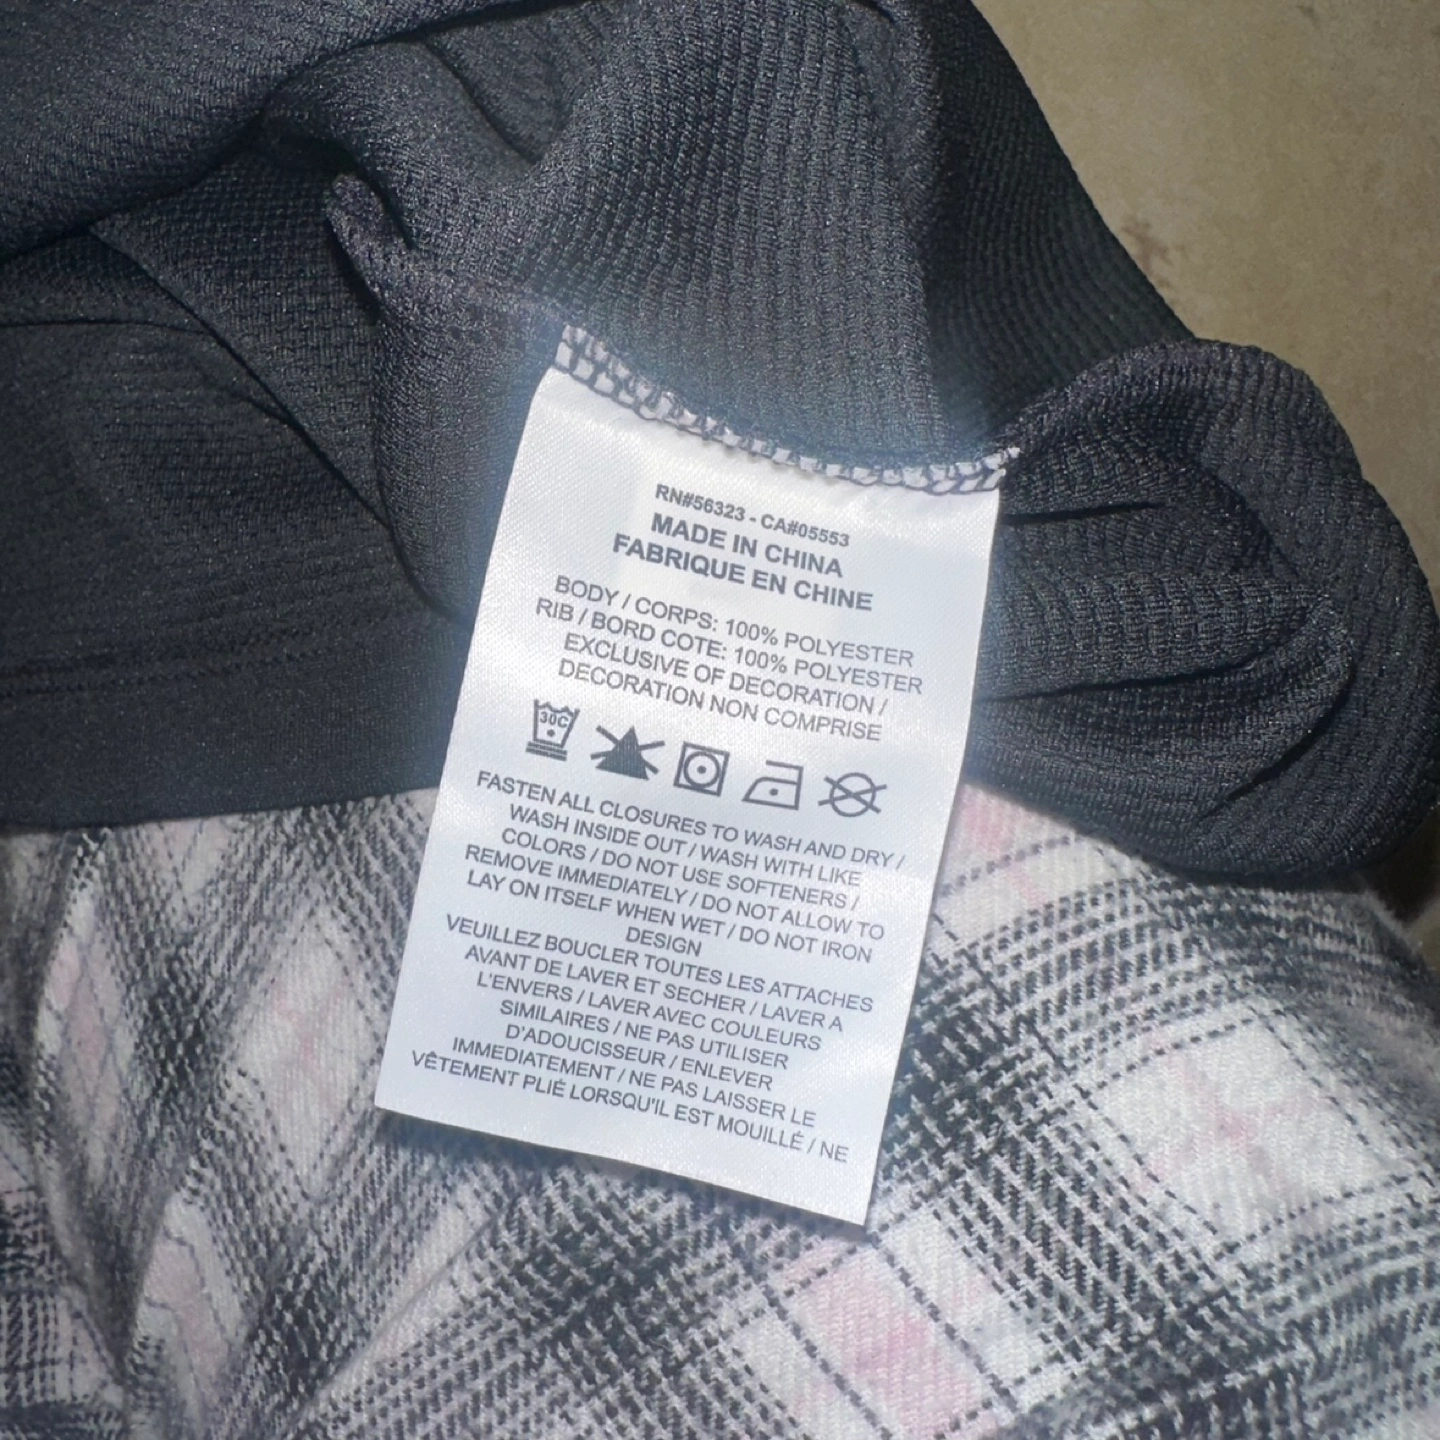 RN#56323 - CA#05553
MADE IN CHINA
FABRIQUE EN CHINE
BODY / CORPS: 100% POLYESTER
RIB / BORD COTE: 100% POLYESTER
EXCLUSIVE OF DECORATION /
DECORATION NON COMPRISE
30C
FASTEN ALL CLOSURES TO WASH AND DRY /
WASH INSIDE OUT / WASH WITH LIKE
COLORS / DO NOT USE SOFTENERS /
REMOVE IMMEDIATELY / DO NOT ALLOW TO
LAY ON ITSELF WHEN WET / DO NOT IRON
DESIGN
VEUILLEZ BOUCLER TOUTES LES ATTACHES
AVANT DE LAVER ET SECHER / LAVER A
L'ENVERS / LAVER AVEC COULEURS
SIMILAIRES / NE PAS UTILISER
D'ADOUCISSEUR / ENLEVER
IMMEDIATEMENT / NE PAS LAISSER LE
VÊTEMENT PLIÉ LORSQU'IL EST MOUILLÉ / NE